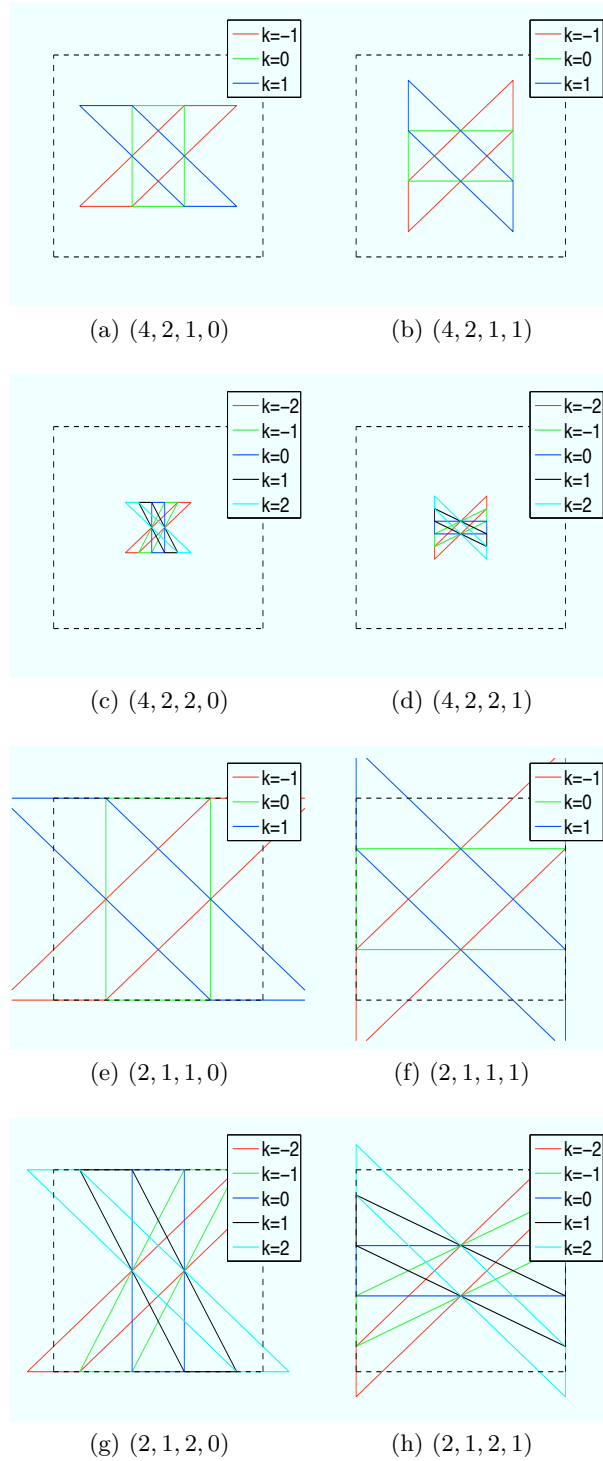 k=−1
k=0
k=1
k=−1
k=0
k=1
(a) (4, 2, 1, 0)
(b) (4, 2, 1, 1)
k=−2
k=−1
k=0
k=1
k=2
k=−2
k=−1
k=0
k=1
k=2
(c) (4, 2, 2, 0)
(d) (4, 2, 2, 1)
k=−1
k=0
k=1
k=−1
k=0
k=1
(e) (2, 1, 1, 0)
(f) (2, 1, 1, 1)
k=−2
k=−1
k=0
k=1
k=2
k=−2
k=−1
k=0
k=1
k=2
(g) (2, 1, 2, 0)
(h) (2, 1, 2, 1)